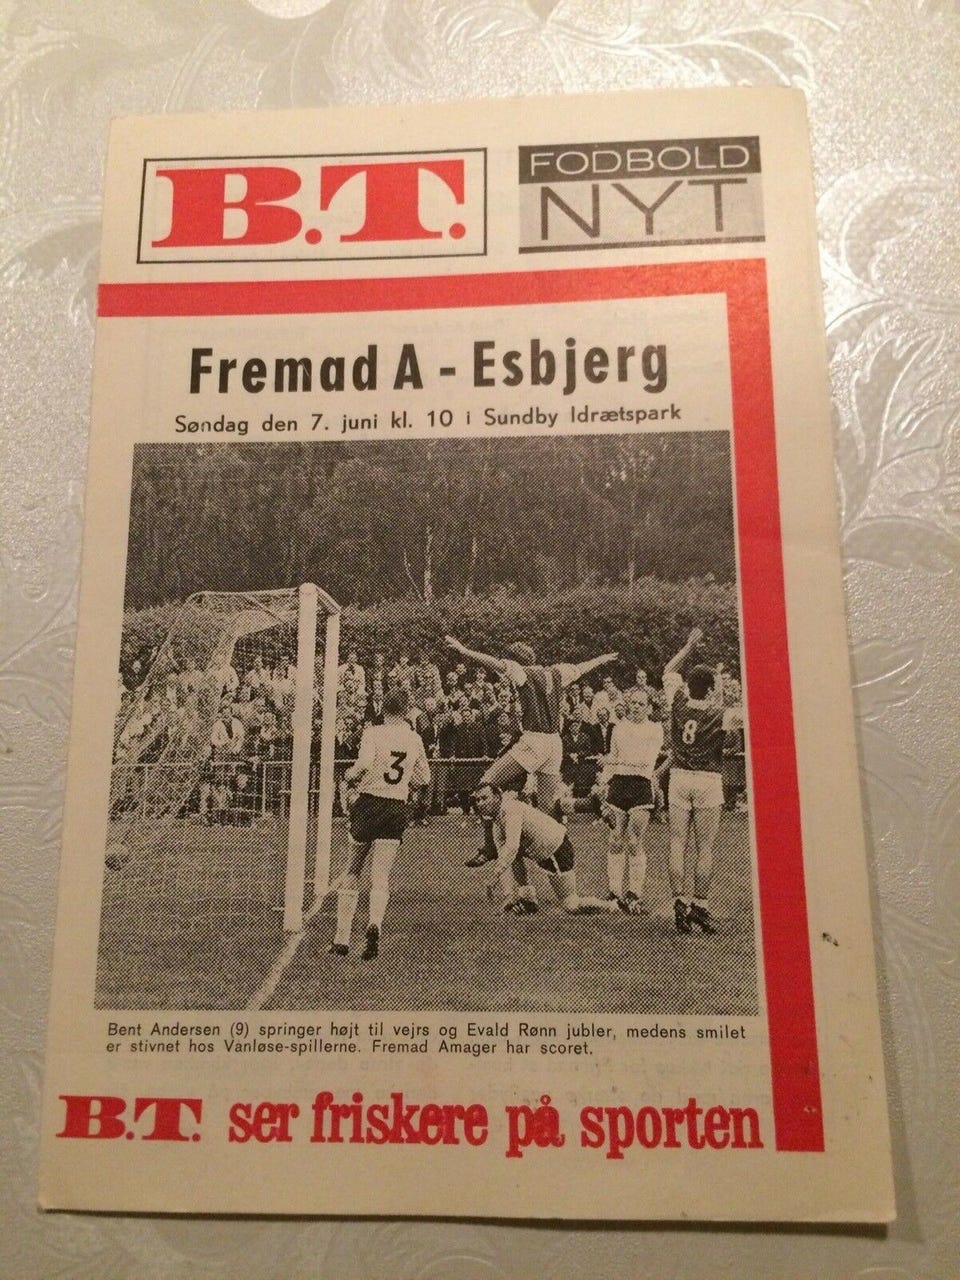 B.T.
FODBOLD
NYT
Fremad A - Esbjerg
Søndag den 7. juni kl. 10 i Sundby Idrætspark
3
8
Bent Andersen (9) springer højt til vejrs og Evald Rønn jubler, medens smilet
er stivnet hos Vanløse-spillerne. Fremad Amager har scoret.
B.T. ser friskere på sporten